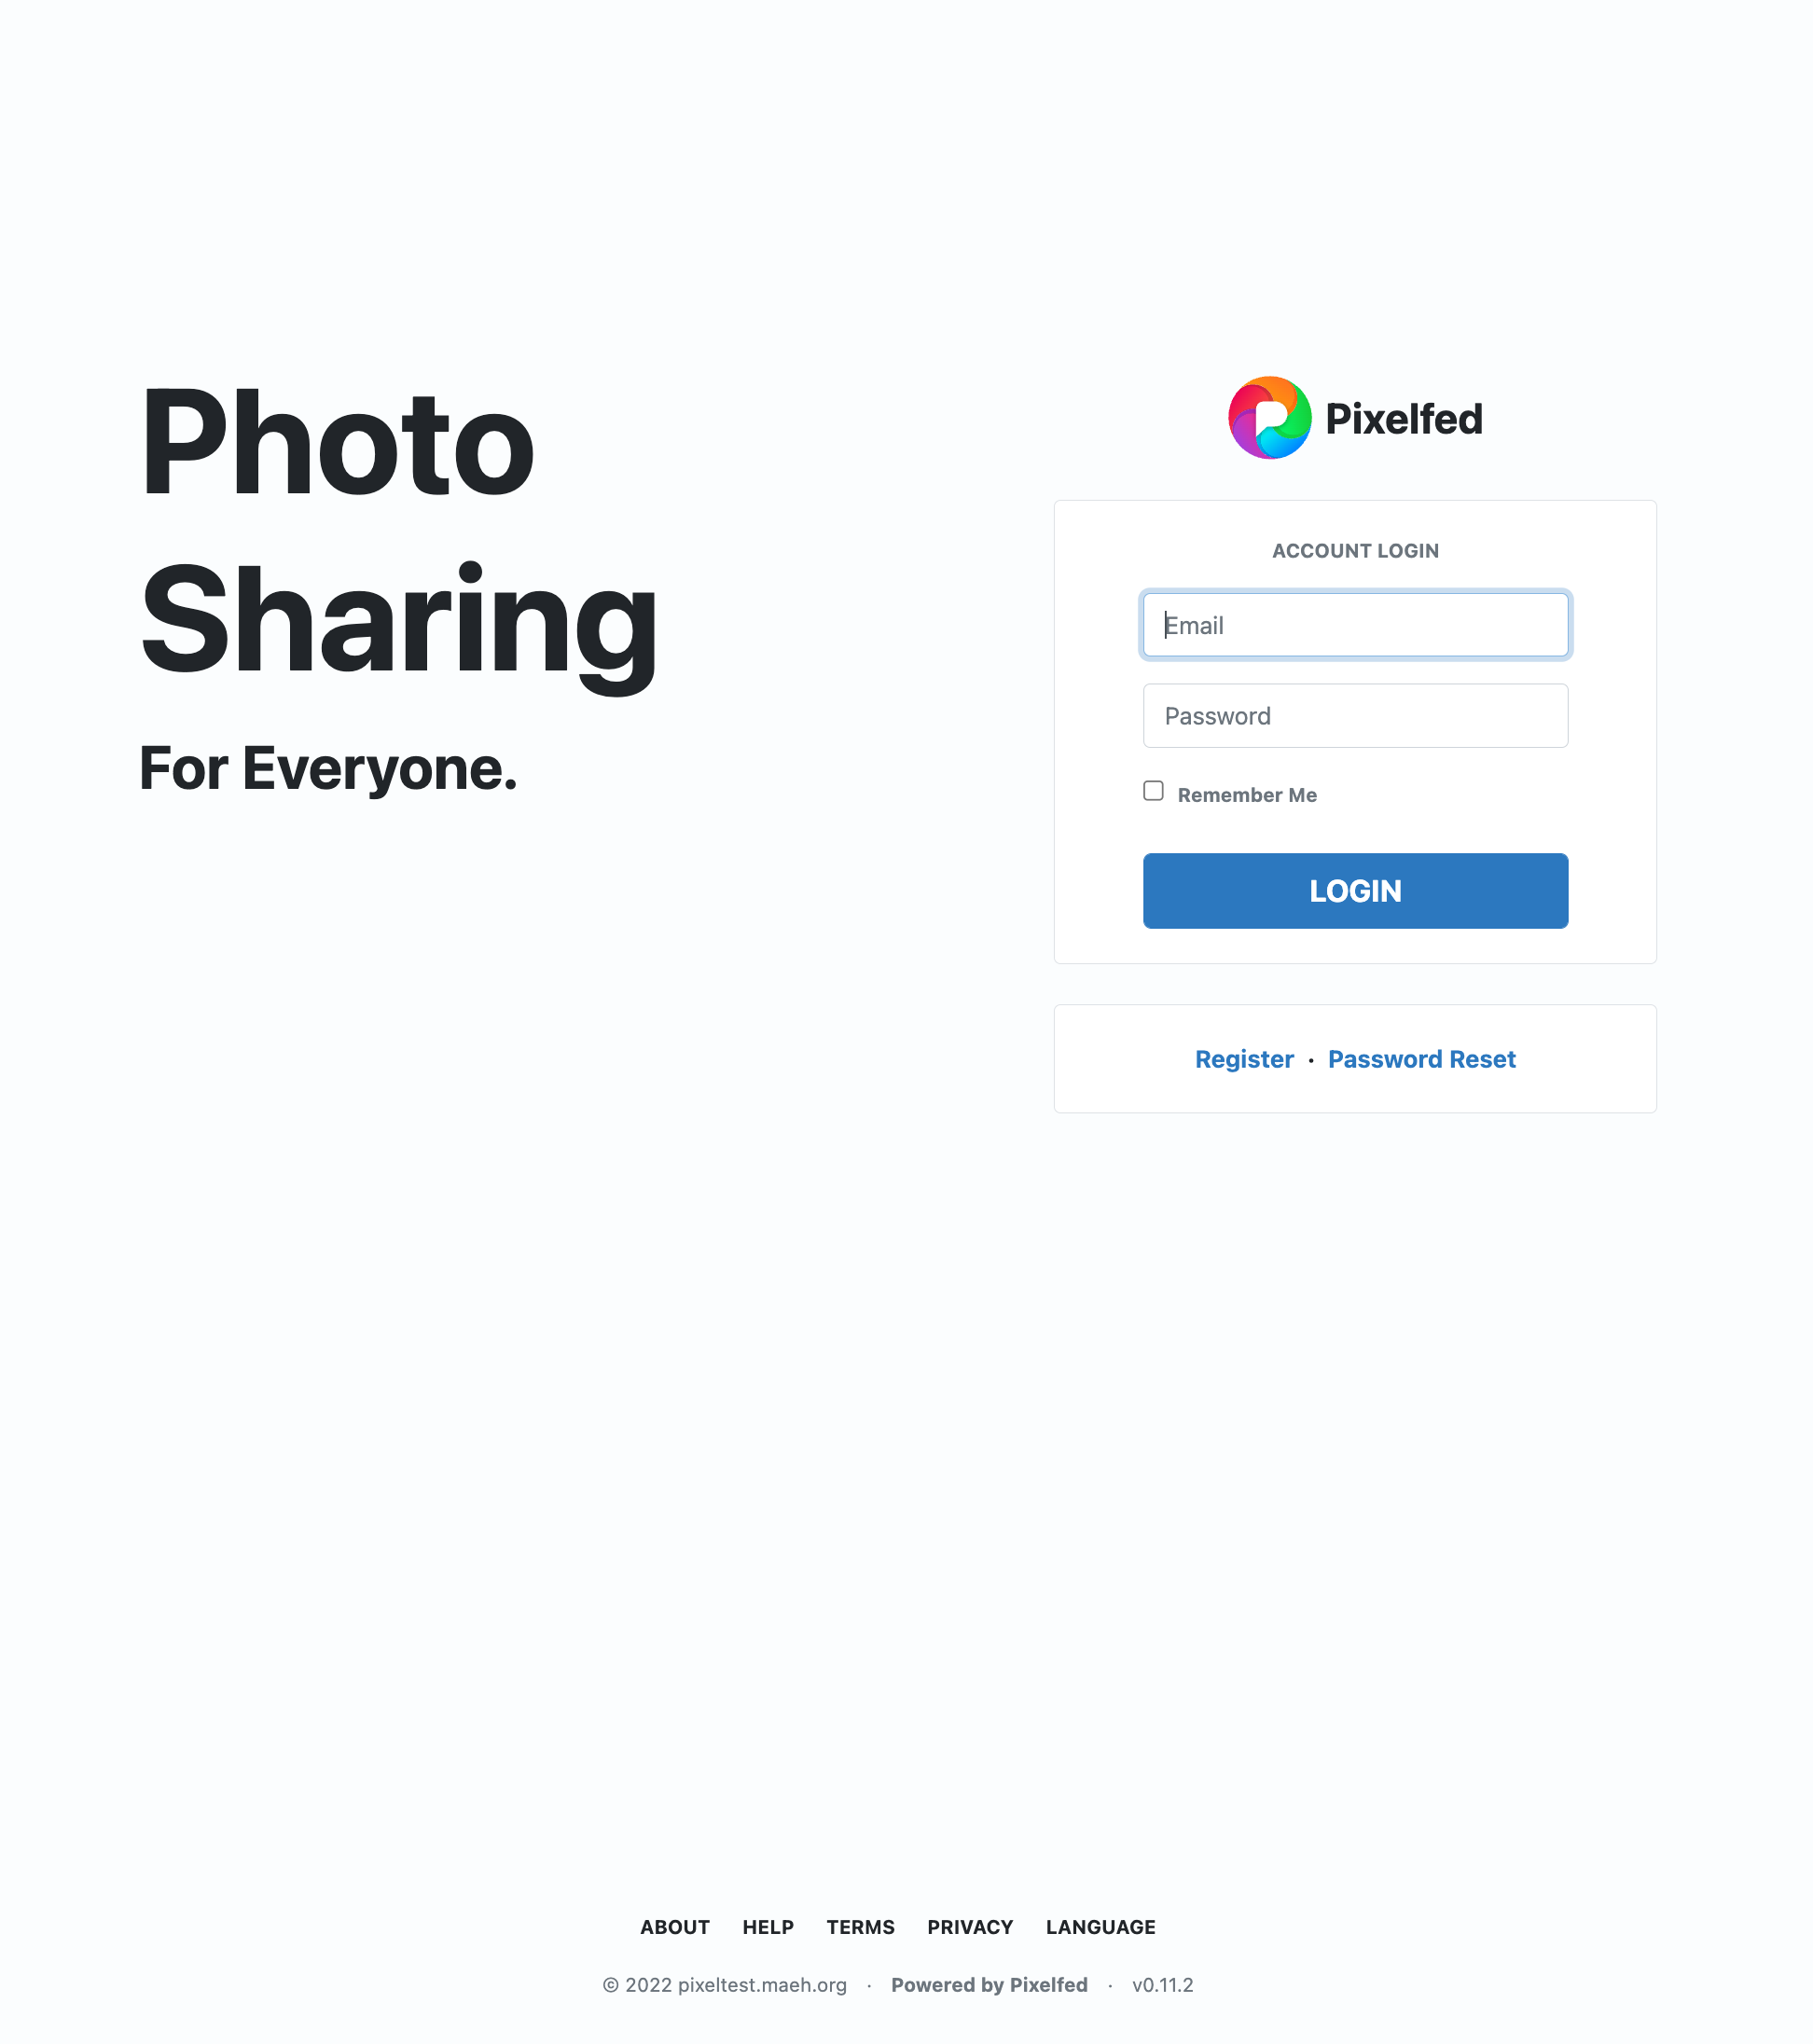 Photo
Sharing
For Everyone.
Pixelfed
ACCOUNT LOGIN
Email
Password
Remember Me
LOGIN
Register · Password Reset
ABOUT HELP TERMS PRIVACY LANGUAGE
© 2022 pixeltest.maeh.org · Powered by Pixelfed · v0.11.2